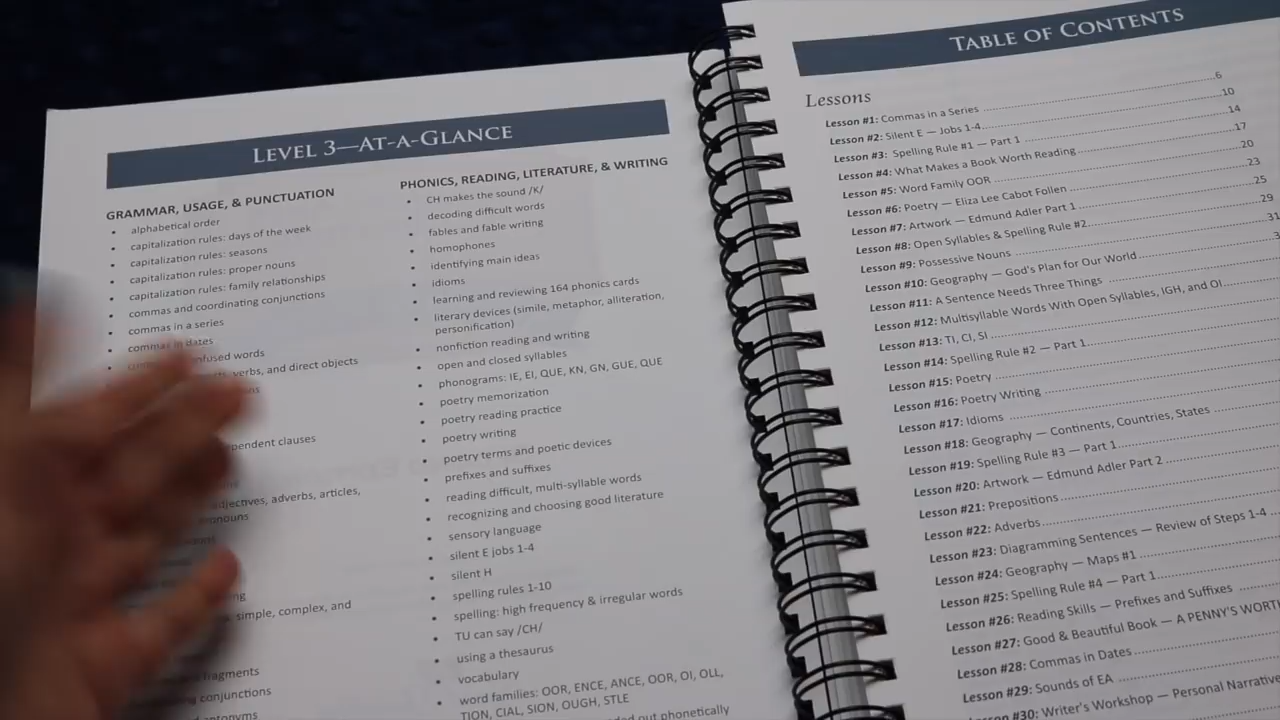 LEVEL 3—AT-A-GLANCE
GRAMMAR, USAGE, & PUNCTUATION
• alphabetical order
• capitalization rules: days of the week
• capitalization rules: seasons
• capitalization rules: proper nouns
• capitalization rules: family relationships
• commas and coordinating conjunctions
• commas in a series
• commas in dates
words
verbs, and direct objects
clauses
adjectives, adverbs, articles,
simple, complex, and
fragments
conjunctions
PHONICS, READING, LITERATURE, & WRITING
• CH makes the sound /K/
• decoding difficult words
• fables and fable writing
• homophones
• identifying main ideas
• idioms
• learning and reviewing 164 phonics cards
• literary devices (simile, metaphor, alliteration,
personification)
• nonfiction reading and writing
• open and closed syllables
• phonograms: IE, EI, QUE, KN, GN, GUE, QUE
• poetry memorization
• poetry reading practice
• poetry writing
• poetry terms and poetic devices
• prefixes and suffixes
• reading difficult, multi-syllable words
• recognizing and choosing good literature
• sensory language
• silent E jobs 1-4
• silent H
• spelling rules 1-10
• spelling: high frequency & irregular words
• TU can say /CH/
• using a thesaurus
• vocabulary
• word families: OOR, ENCE, ANCE, OOR, OI, OLL,
TION, CIAL, SION, OUGH, STLE
out phonetically
TABLE OF CONTENTS
Lessons
Lesson #1: Commas in a Series 6
Lesson #2: Silent E — Jobs 1-4 10
Lesson #3: Spelling Rule #1 — Part 1 14
Lesson #4: What Makes a Book Worth Reading 17
Lesson #5: Word Family OOR 20
Lesson #6: Poetry — Eliza Lee Cabot Follen 23
Lesson #7: Artwork — Edmund Adler Part 1 25
Lesson #8: Open Syllables & Spelling Rule #2 29
Lesson #9: Possessive Nouns 31
Lesson #10: Geography — God's Plan for Our World
Lesson #11: A Sentence Needs Three Things
Lesson #12: Multisyllable Words With Open Syllables, IGH, and OI
Lesson #13: TI, CI, SI
Lesson #14: Spelling Rule #2 — Part 1
Lesson #15: Poetry
Lesson #16: Poetry Writing
Lesson #17: Idioms
Lesson #18: Geography — Continents, Countries, States
Lesson #19: Spelling Rule #3 — Part 1
Lesson #20: Artwork — Edmund Adler Part 2
Lesson #21: Prepositions
Lesson #22: Adverbs
Lesson #23: Diagramming Sentences — Review of Steps 1-4
Lesson #24: Geography — Maps #1
Lesson #25: Spelling Rule #4 — Part 1
Lesson #26: Reading Skills — Prefixes and Suffixes
Lesson #27: Good & Beautiful Book — A PENNY'S
Lesson #28: Commas in Dates
Lesson #29: Sounds of EA
Lesson #30: Writer's Workshop — Personal Narrative